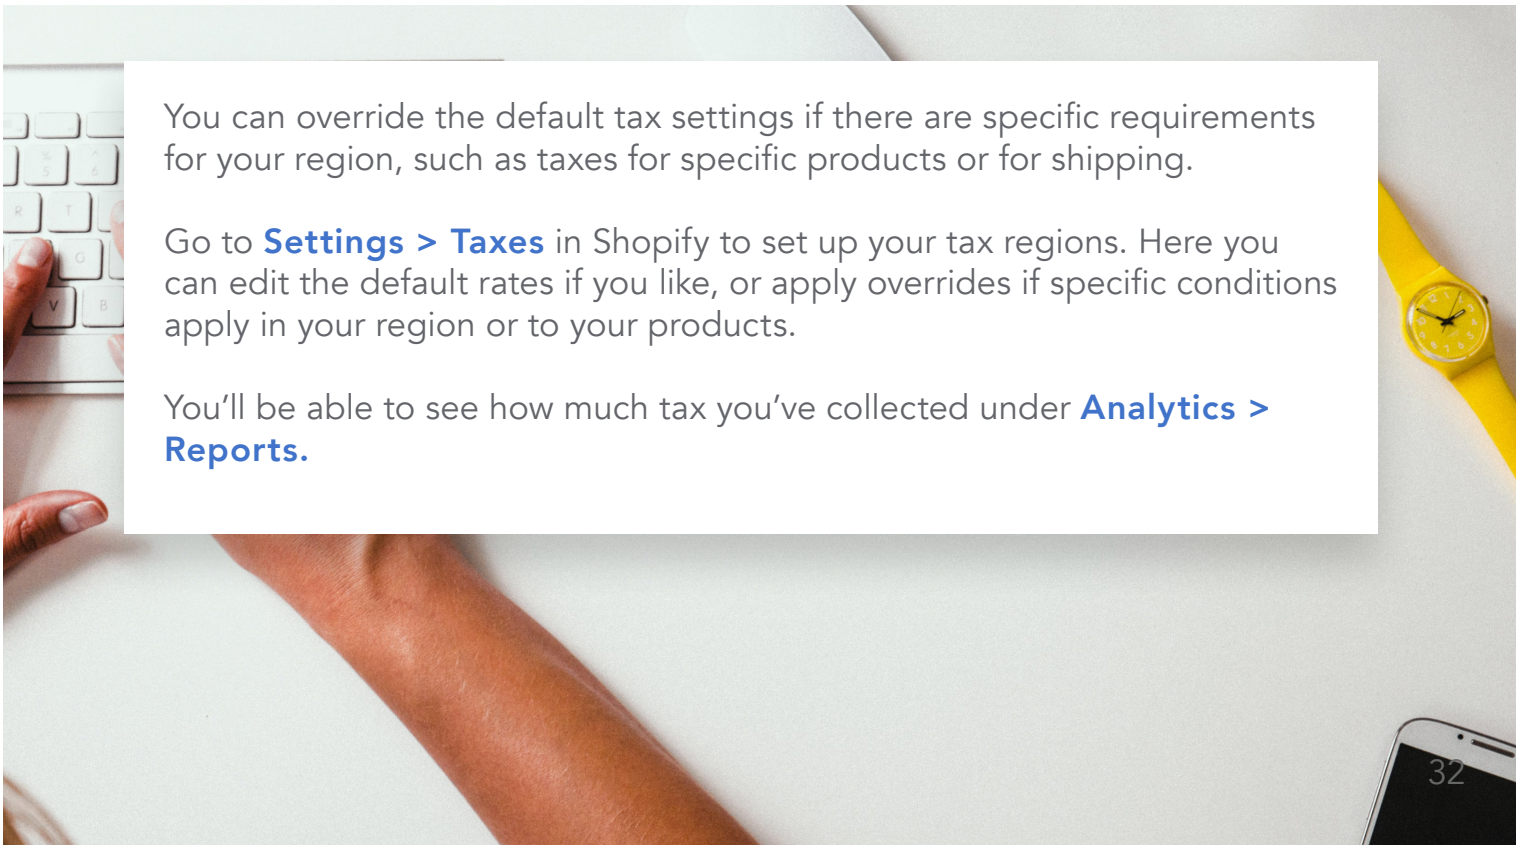 You can override the default tax settings if there are specific requirements
for your region, such as taxes for specific products or for shipping.
Go to Settings > Taxes in Shopify to set up your tax regions. Here you
can edit the default rates if you like, or apply overrides if specific conditions
apply in your region or to your products.
You’ll be able to see how much tax you’ve collected under Analytics >
Reports.
5
6
R
T
G
V
B
32